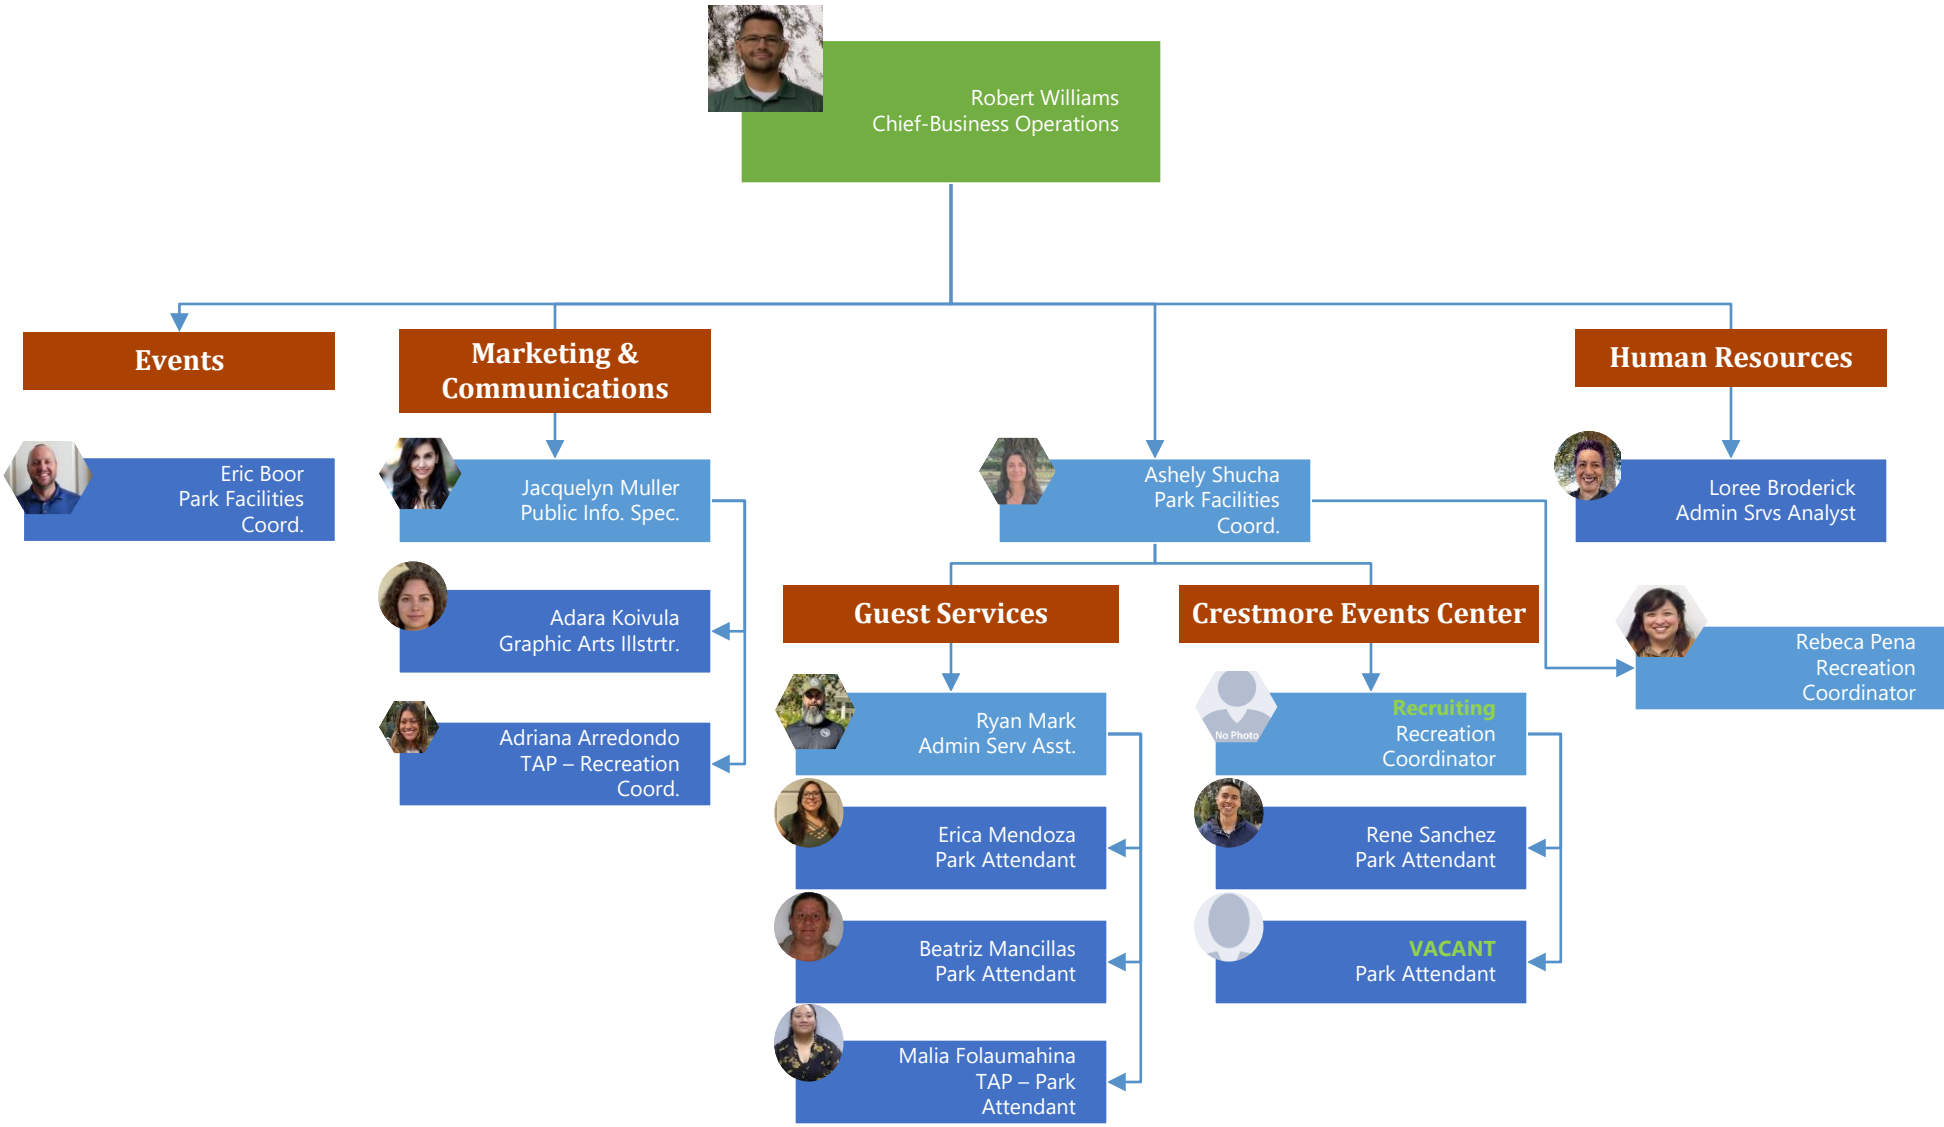 Robert Williams
Chief-Business Operations
Events
Marketing &
Communications
Human Resources
Eric Boor
Park Facilities
Coord.
Jacquelyn Muller
Public Info. Spec.
Ashely Shucha
Park Facilities
Coord.
Loree Broderick
Admin Srvs Analyst
Adara Koivula
Graphic Arts Illstrtr.
Adriana Arredondo
TAP – Recreation
Coord.
Guest Services
Crestmore Events Center
Rebeca Pena
Recreation
Coordinator
Ryan Mark
Admin Serv Asst.
No Photo
Recruiting
Recreation
Coordinator
Erica Mendoza
Park Attendant
Rene Sanchez
Park Attendant
Beatriz Mancillas
Park Attendant
VACANT
Park Attendant
Malia Folaumahina
TAP – Park
Attendant